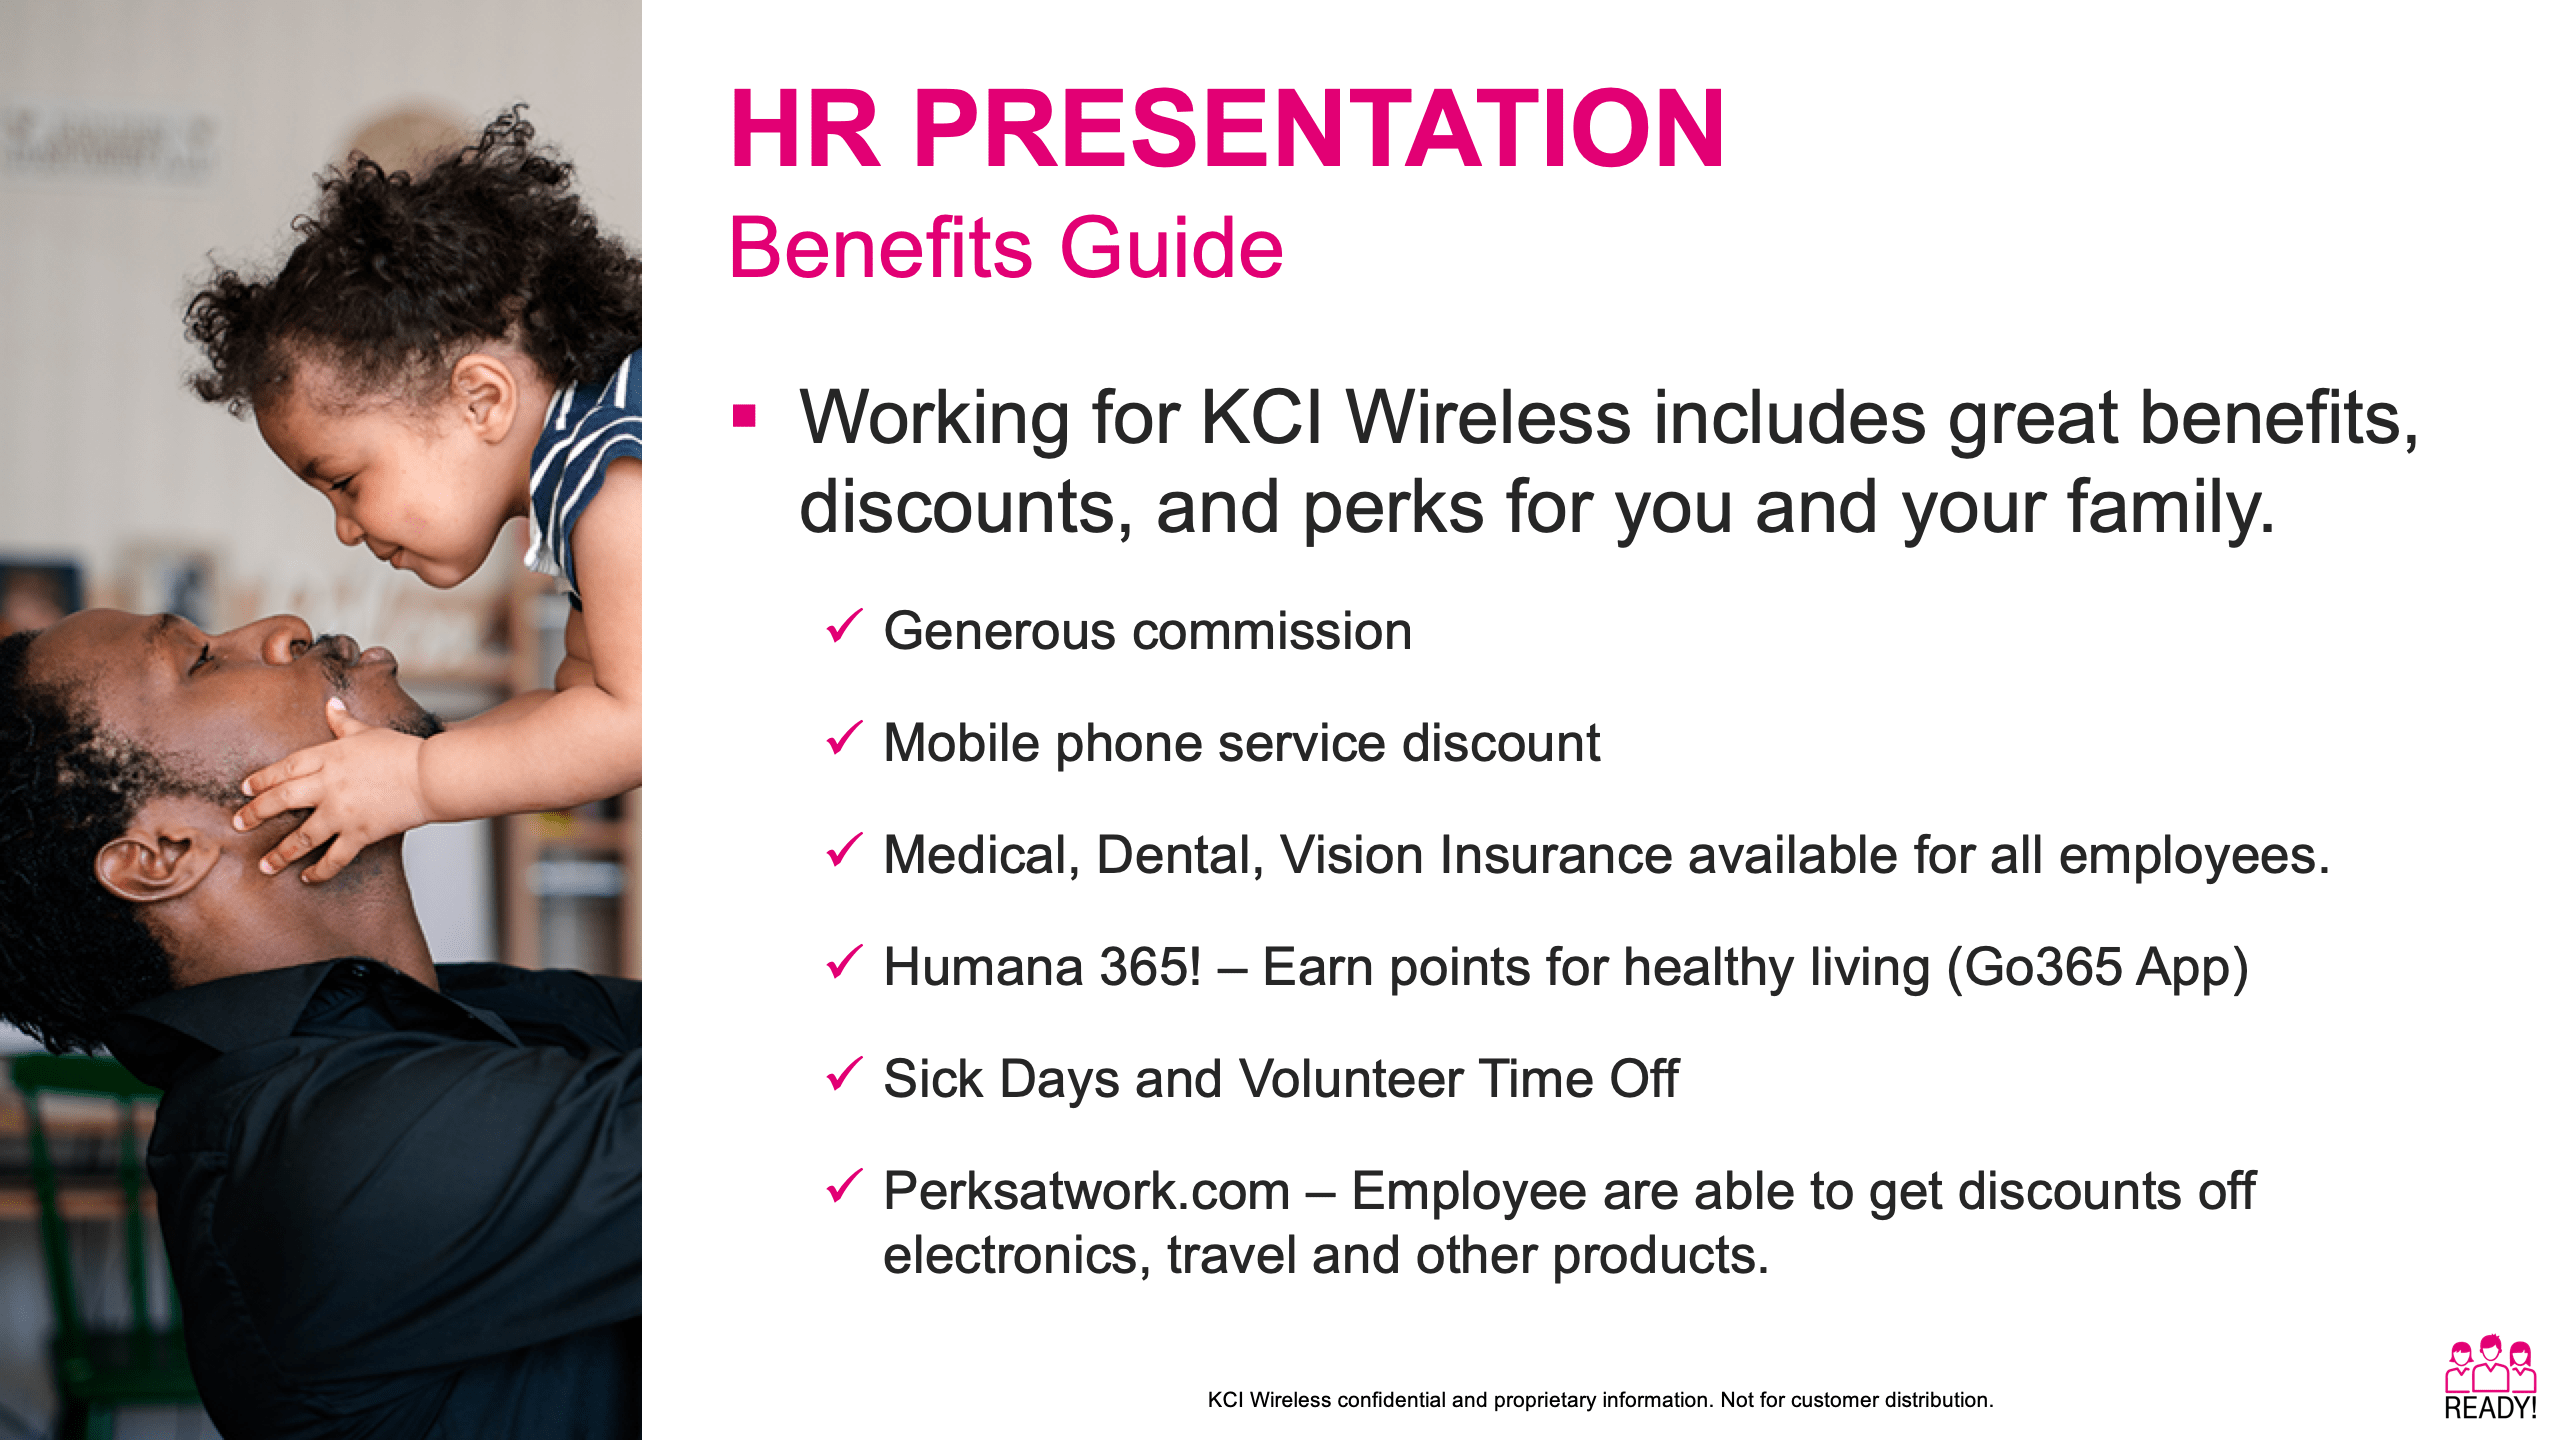 HR PRESENTATION
Benefits Guide
▪ Working for KCI Wireless includes great benefits,
discounts, and perks for you and your family.
✓ Generous commission
✓ Mobile phone service discount
✓ Medical, Dental, Vision Insurance available for all employees.
✓ Humana 365! – Earn points for healthy living (Go365 App)
✓ Sick Days and Volunteer Time Off
✓ Perksatwork.com – Employee are able to get discounts off
electronics, travel and other products.
KCI Wireless confidential and proprietary information. Not for customer distribution.
READY!